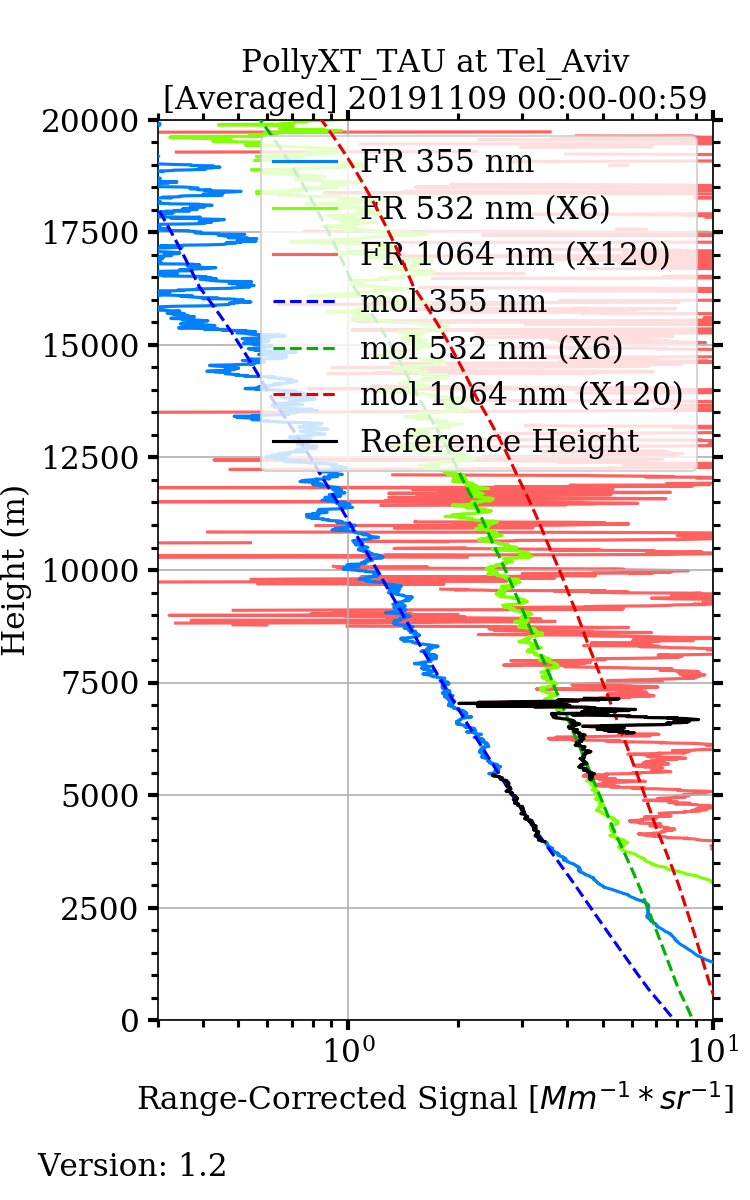 PollyXT_TAU at Tel_Aviv
[Averaged] 20191109 00:00-00:59
20000
17500
15000
12500
10000
7500
5000
2500
0
Height (m)
FR 355 nm
FR 532 nm (X6)
FR 1064 nm (X120)
mol 355 nm
mol 532 nm (X6)
mol 1064 nm (X120)
Reference Height
10⁰ 10¹
Range-Corrected Signal [Mm⁻¹ * sr⁻¹]
Version: 1.2